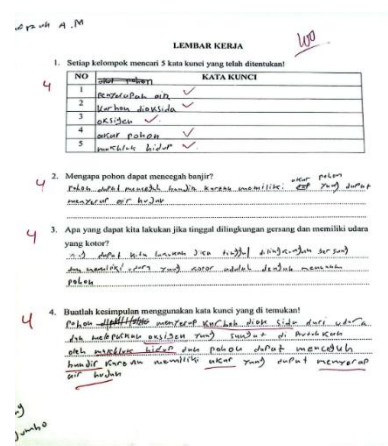 A.M
LEMBAR KERJA
100
1. Setiap kelompok mencari 5 kata kunci yang telah ditentukan!
4
NO KATA KUNCI
1 penyerapan air
2 Karbon dioksida
3 oksigen
4 akar pohon
5 makhluk hidup
2. Mengapa pohon dapat mencegah banjir?
4
Pohon dapat mencegah bandir karena memiliki akar pohon yang dapat
menyerap air hujan
3. Apa yang dapat kita lakukan jika tinggal dilingkungan gersang dan memiliki udara
yang kotor?
4
yang dapat kita lakukan jika tinggal dilingkungan gersang
dan memiliki udara yang kotor adalah dengan menanam
pohon
4. Buatlah kesimpulan menggunakan kata kunci yang di temukan!
4
Pohon menyerap karbon diok sida dari udara
dan melepaskan oksigen yang sangat di butuhkan
oleh makhluk hidup dan pohon dapat mencegah
bandir karena memiliki akar yang dapat menyerap
air hujan